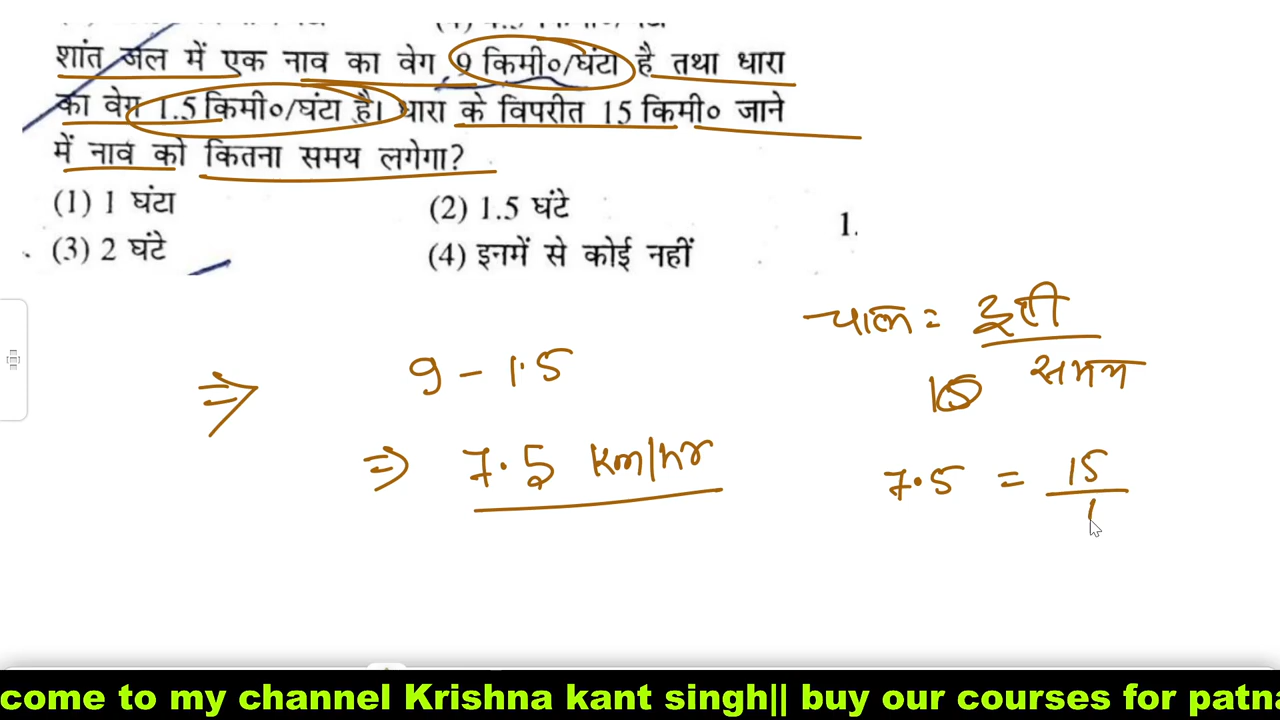 शांत जल में एक नाव का वेग 9 किमी०/घंटा है तथा धारा
का वेग 1.5 किमी०/घंटा है। धारा के विपरीत 15 किमी० जाने
में नाव को कितना समय लगेगा?
(1) 1 घंटा (2) 1.5 घंटे
(3) 2 घंटे (4) इनमें से कोई नहीं
1.
चाल = दूरी / समय
9 - 1.5
15
⇒ 7.5 km/hr
7.5 = 15
come to my channel Krishna kant singh|| buy our courses for patna